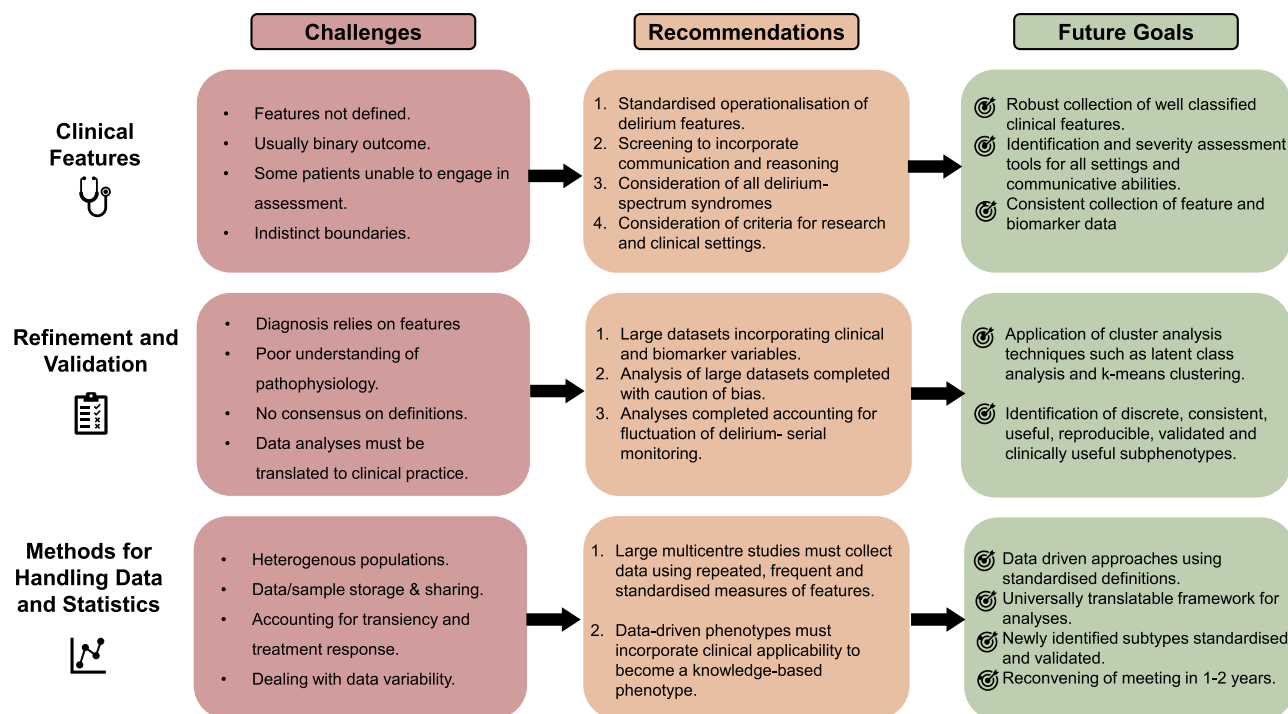 Challenges
Recommendations
Future Goals
Clinical
Features
• Features not defined.
• Usually binary outcome.
• Some patients unable to engage in
assessment.
• Indistinct boundaries.
1. Standardised operationalisation of
delirium features.
2. Screening to incorporate
communication and reasoning
3. Consideration of all delirium-
spectrum syndromes
4. Consideration of criteria for research
and clinical settings.
Robust collection of well classified
clinical features.
Identification and severity assessment
tools for all settings and
communicative abilities.
Consistent collection of feature and
biomarker data
Refinement and
Validation
• Diagnosis relies on features
• Poor understanding of
pathophysiology.
• No consensus on definitions.
• Data analyses must be
translated to clinical practice.
1. Large datasets incorporating clinical
and biomarker variables.
2. Analysis of large datasets completed
with caution of bias.
3. Analyses completed accounting for
fluctuation of delirium- serial
monitoring.
Application of cluster analysis
techniques such as latent class
analysis and k-means clustering.
Identification of discrete, consistent,
useful, reproducible, validated and
clinically useful subphenotypes.
Methods for
Handling Data
and Statistics
• Heterogenous populations.
• Data/sample storage & sharing.
• Accounting for transiency and
treatment response.
• Dealing with data variability.
1. Large multicentre studies must collect
data using repeated, frequent and
standardised measures of features.
2. Data-driven phenotypes must
incorporate clinical applicability to
become a knowledge-based
phenotype.
Data driven approaches using
standardised definitions.
Universally translatable framework for
analyses.
Newly identified subtypes standardised
and validated.
Reconvening of meeting in 1-2 years.